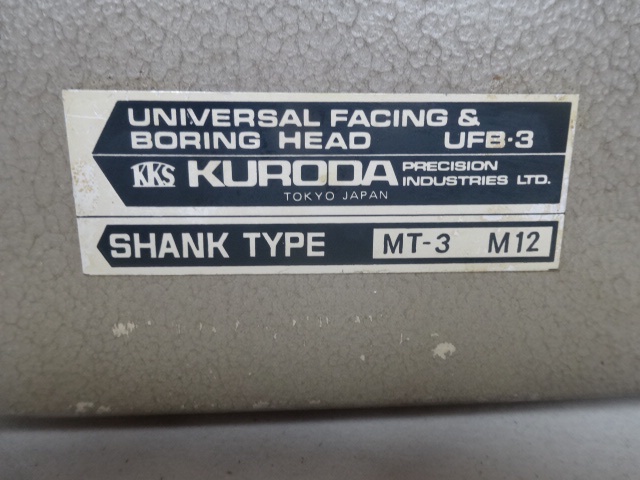 UNIVERSAL FACING &
BORING HEAD UFB-3
KKS KURODA PRECISION INDUSTRIES LTD.
TOKYO JAPAN
SHANK TYPE MT-3 M12